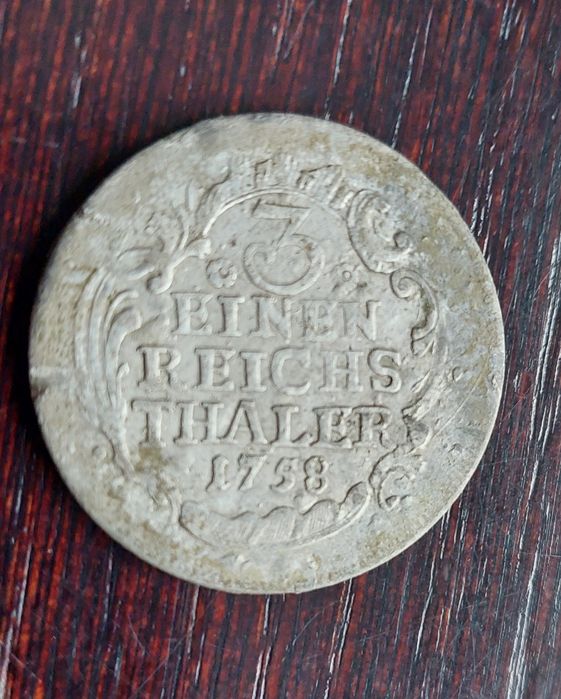 3
EINEN
REICHS
THALER
1758